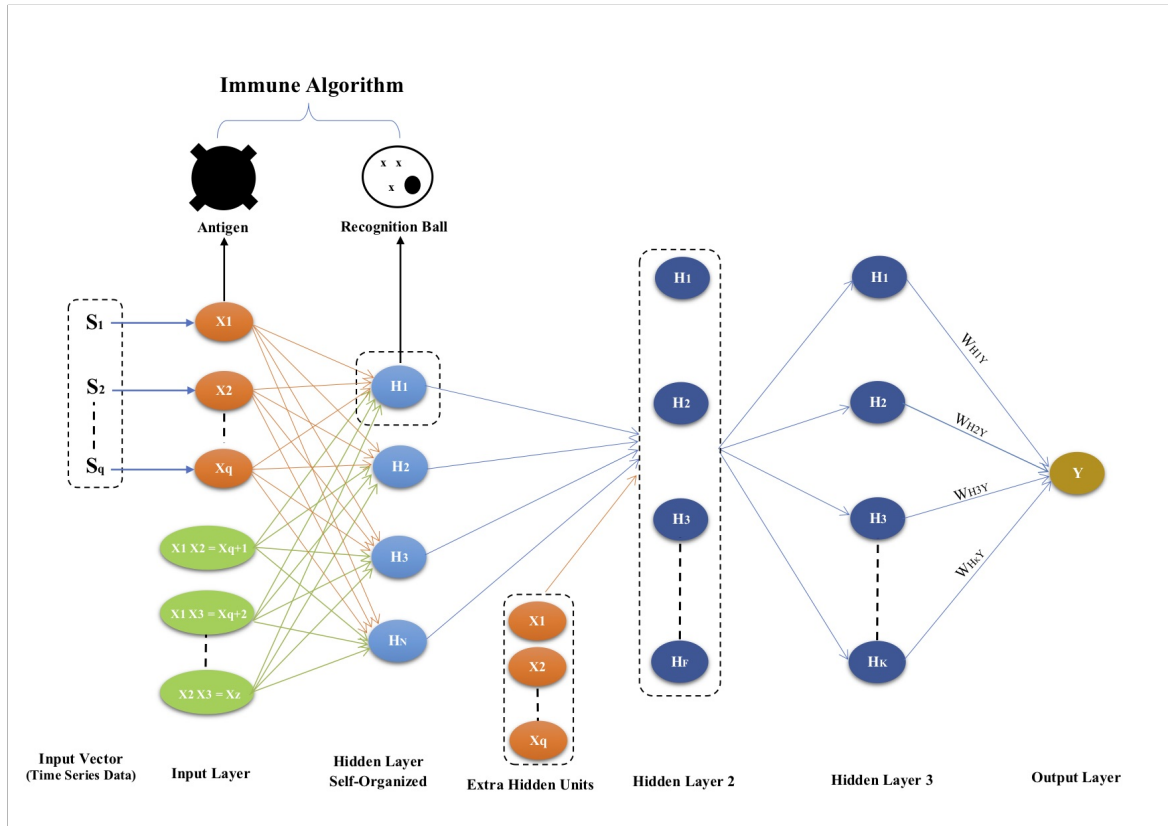 Immune Algorithm
x x
x
Antigen
Recognition Ball
S1
S2
Sq
X1
X2
Xq
X1 X2 = Xq+1
X1 X3 = Xq+2
X2 X3 = Xz
H1
H2
H3
HN
X1
X2
Xq
H1
H2
H3
HF
H1
H2
H3
HK
WH1Y
WH2Y
WH3Y
WHKY
Y
Input Vector
(Time Series Data)
Input Layer
Hidden Layer
Self-Organized
Extra Hidden Units
Hidden Layer 2
Hidden Layer 3
Output Layer